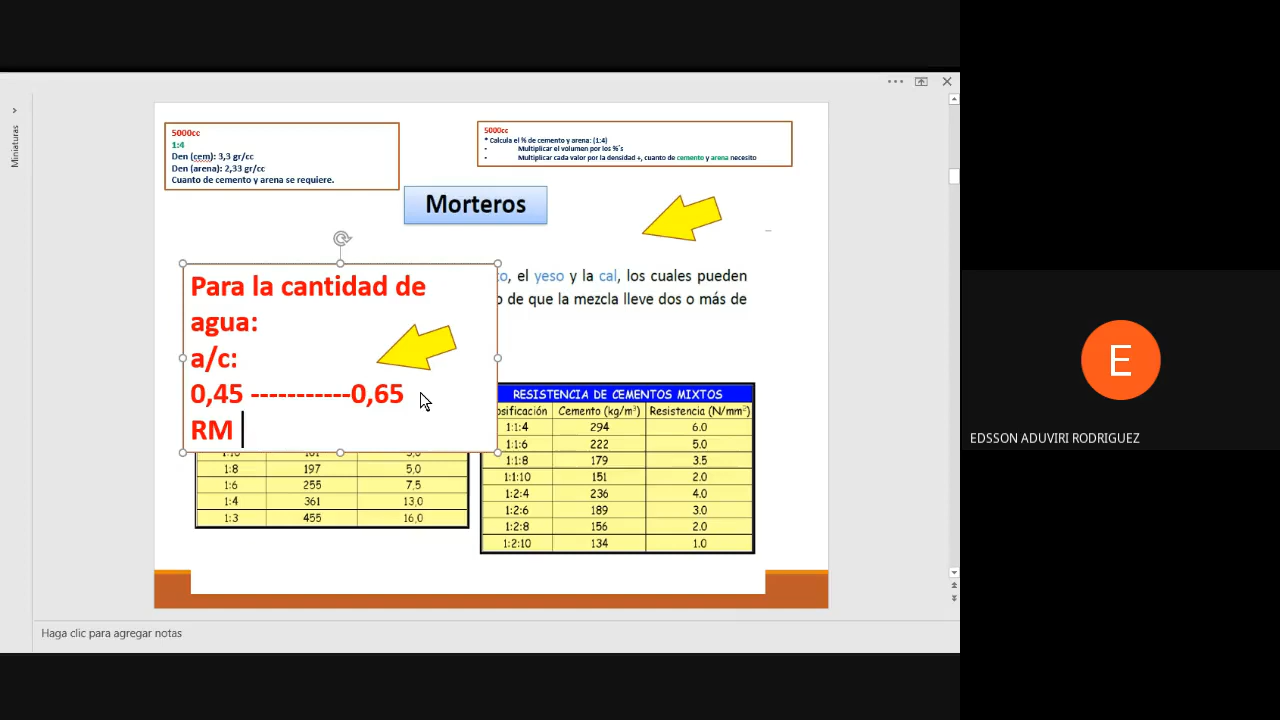 Miniaturas
5000cc
1:4
Den (cem): 3,3 gr/cc
Den (arena): 2,33 gr/cc
Cuanto de cemento y arena se requiere.
5000cc
* Calcula el % de cemento y arena: (1:4)
- Multiplicar el volumen por los %´s
- Multiplicar cada valor por la densidad +, cuanto de cemento y arena necesito
Morteros
, el yeso y la cal, los cuales pueden
de que la mezcla lleve dos o más de
Para la cantidad de
agua:
a/c:
0,45 -----------0,65
RM
1:8 197 5,0
1:6 255 7,5
1:4 361 13,0
1:3 455 16,0
RESISTENCIA DE CEMENTOS MIXTOS
osificación Cemento (kg/m³) Resistencia (N/mm²)
1:1:4 294 6.0
1:1:6 222 5.0
1:1:8 179 3.5
1:1:10 151 2.0
1:2:4 236 4.0
1:2:6 189 3.0
1:2:8 156 2.0
1:2:10 134 1.0
Haga clic para agregar notas
E
EDSSON ADUVIRI RODRIGUEZ